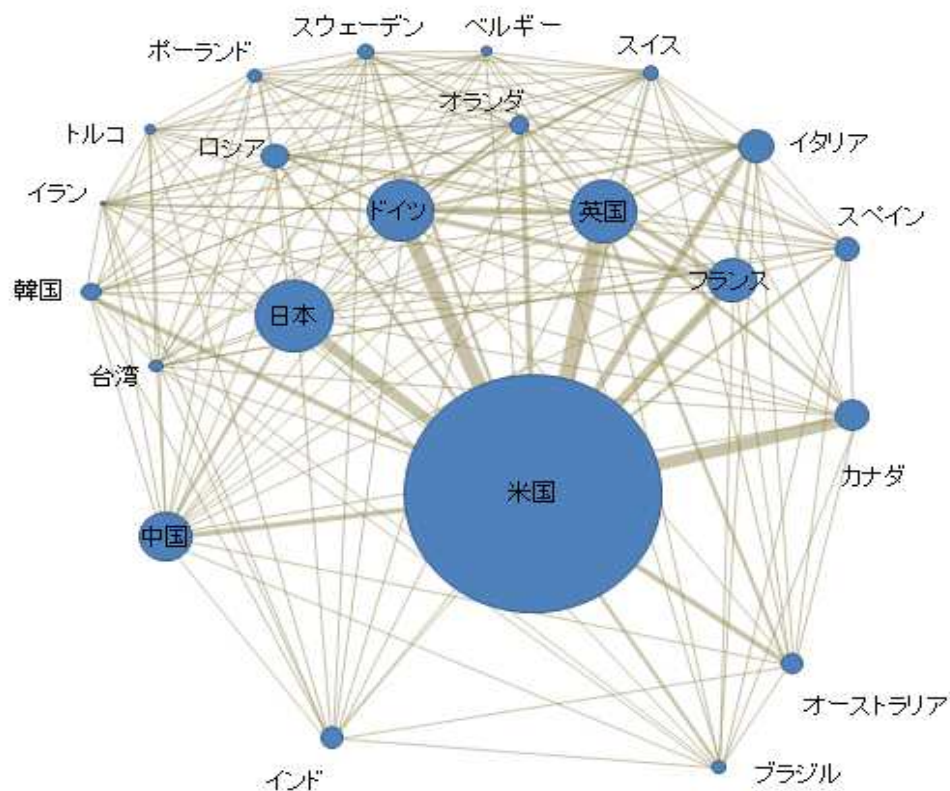 スウェーデン
ベルギー
ポーランド
スイス
オランダ
トルコ
ロシア
イタリア
イラン
ドイツ
英国
スペイン
韓国
フランス
日本
台湾
カナダ
米国
中国
オーストラリア
インド
ブラジル